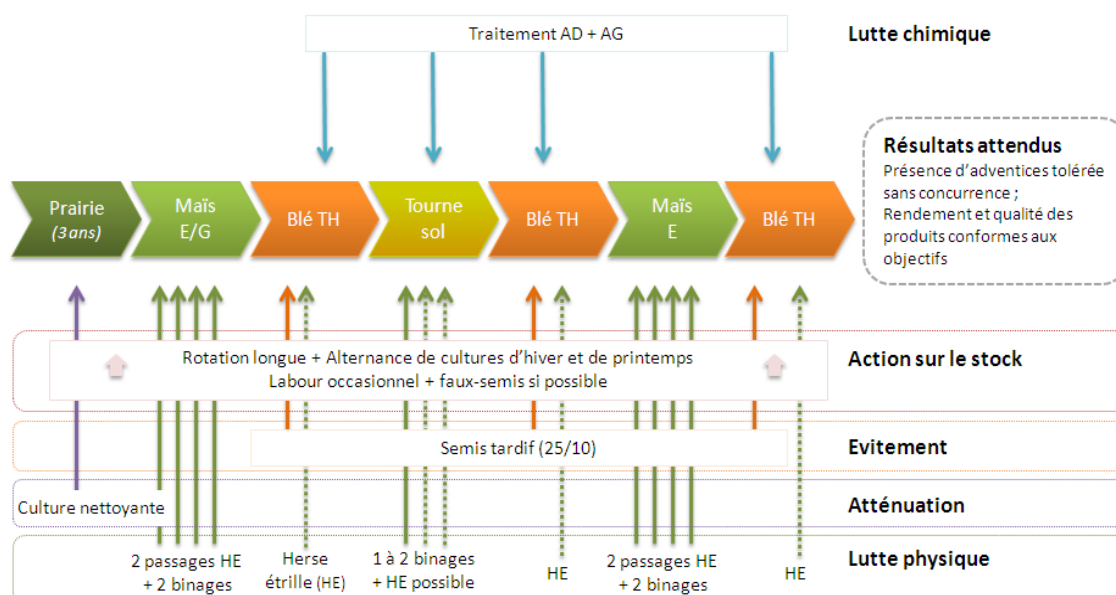 Traitement AD + AG
Lutte chimique
Résultats attendus
Présence d'adventices tolérée
sans concurrence ;
Rendement et qualité des
produits conformes aux
objectifs
Prairie
(3 ans)
Maïs
E/G
Blé TH
Tourne
sol
Blé TH
Maïs
E
Blé TH
Rotation longue + Alternance de cultures d'hiver et de printemps
Labour occasionnel + faux-semis si possible
Action sur le stock
Semis tardif (25/10)
Evitement
Culture nettoyante
Atténuation
2 passages HE
+ 2 binages
Herse
étrille (HE)
1 à 2 binages
+ HE possible
HE
2 passages HE
+ 2 binages
HE
Lutte physique